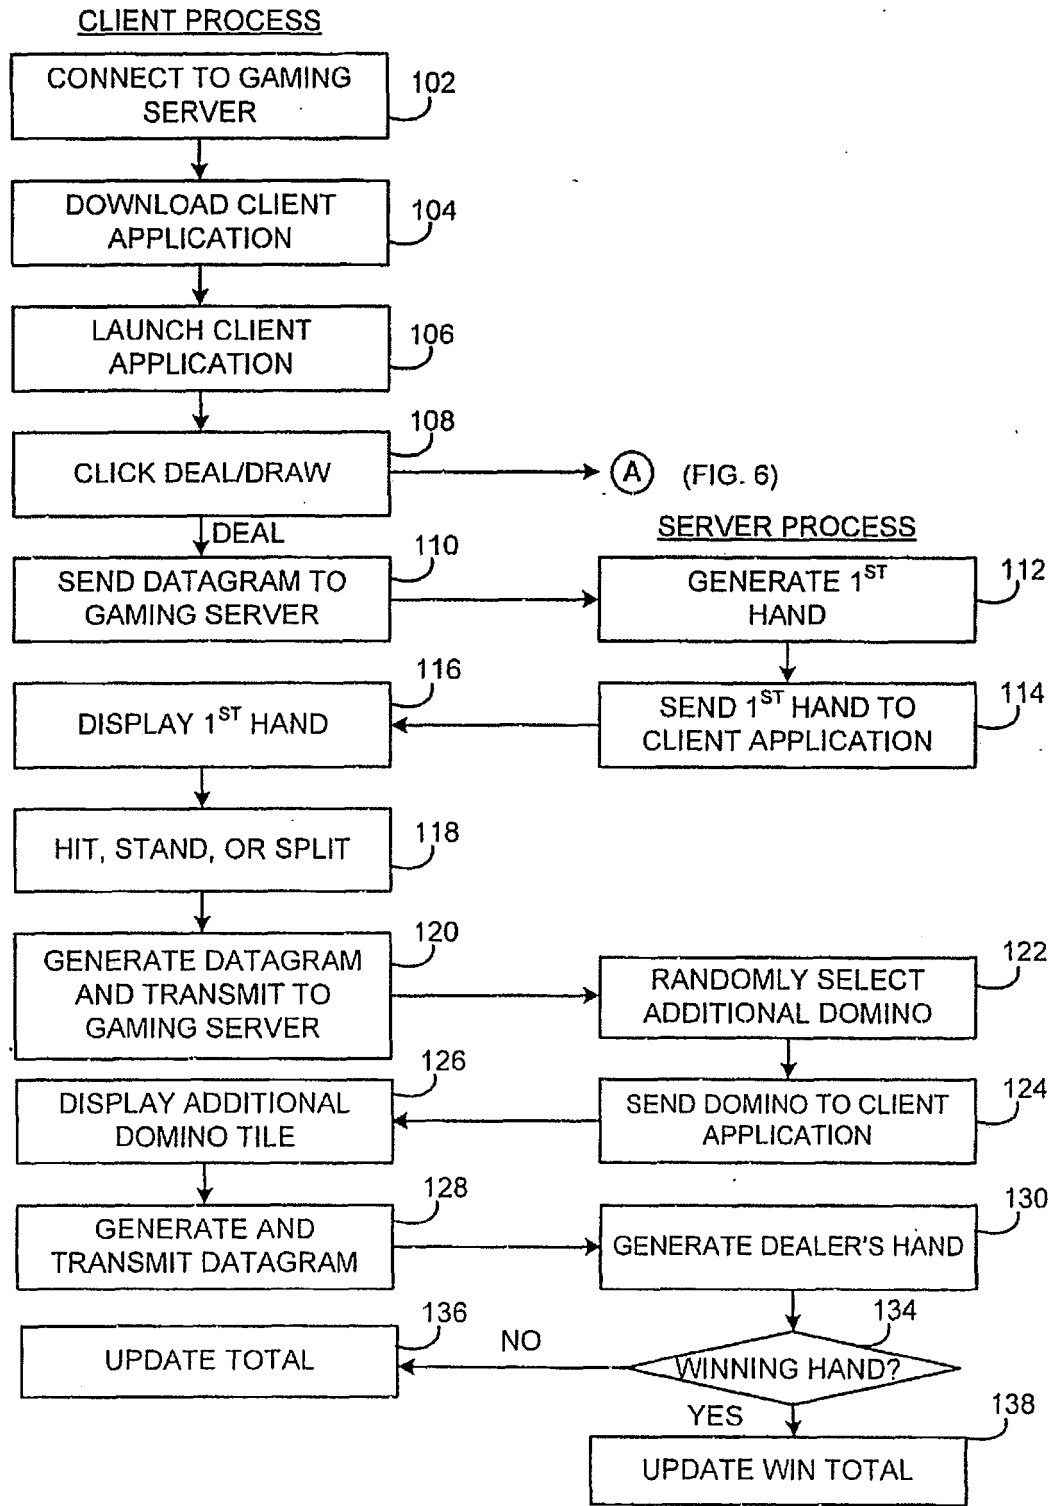 CLIENT PROCESS
CONNECT TO GAMING
SERVER
102
DOWNLOAD CLIENT
APPLICATION
104
LAUNCH CLIENT
APPLICATION
106
CLICK DEAL/DRAW
108
A (FIG. 6)
DEAL
SERVER PROCESS
SEND DATAGRAM TO
GAMING SERVER
110
GENERATE 1ST
HAND
112
SEND 1ST HAND TO
CLIENT APPLICATION
114
DISPLAY 1ST HAND
116
HIT, STAND, OR SPLIT
118
GENERATE DATAGRAM
AND TRANSMIT TO
GAMING SERVER
120
RANDOMLY SELECT
ADDITIONAL DOMINO
122
SEND DOMINO TO CLIENT
APPLICATION
124
DISPLAY ADDITIONAL
DOMINO TILE
126
GENERATE AND
TRANSMIT DATAGRAM
128
GENERATE DEALER'S HAND
130
WINNING HAND?
134
NO
UPDATE TOTAL
136
YES
UPDATE WIN TOTAL
138